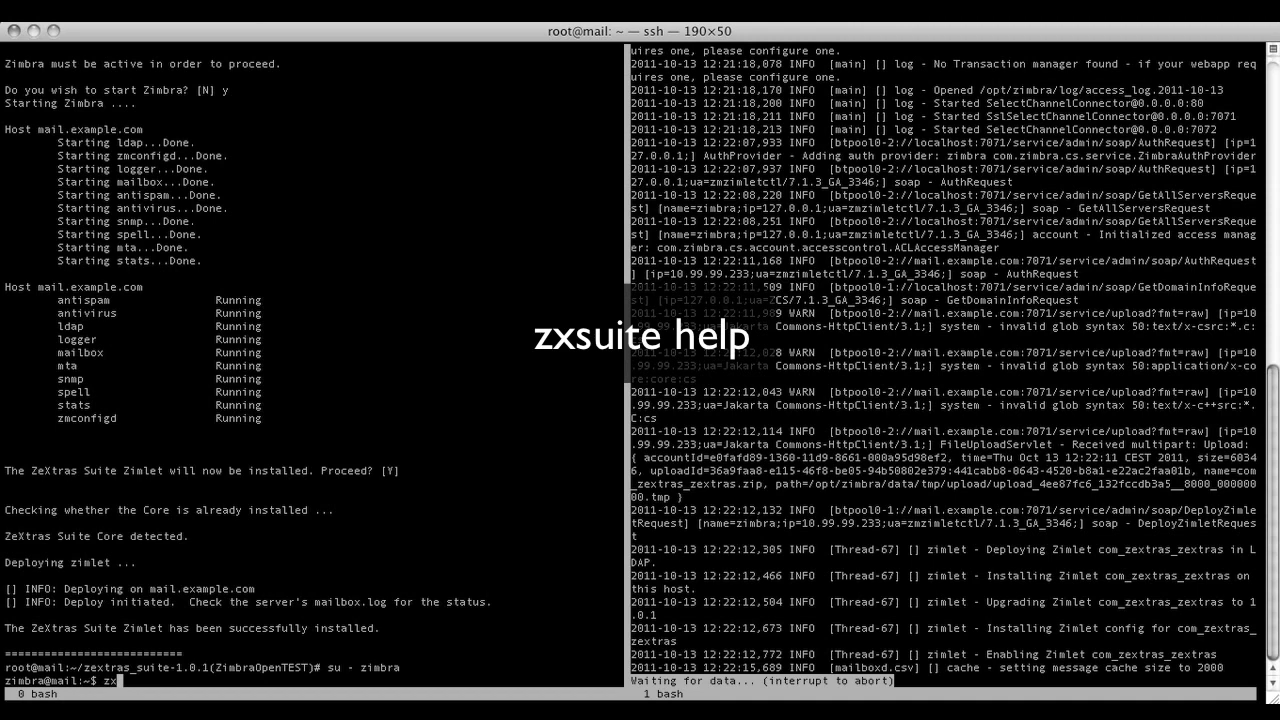 root@mail: ~ — ssh — 190×50
Zimbra must be active in order to proceed.
Do you wish to start Zimbra? [N] y
Starting Zimbra ....
Host mail.example.com
Starting ldap...Done.
Starting zmconfigd...Done.
Starting logger...Done.
Starting mailbox...Done.
Starting antispam...Done.
Starting antivirus...Done.
Starting snmp...Done.
Starting spell...Done.
Starting mta...Done.
Starting stats...Done.
Host mail.example.com
antispam Running
antivirus Running
ldap Running
logger Running
mailbox Running
mta Running
snmp Running
spell Running
stats Running
zmconfigd Running
The ZeXtras Suite Zimlet will now be installed. Proceed? [Y]
Checking whether the Core is already installed ...
ZeXtras Suite Core detected.
Deploying zimlet ...
[] INFO: Deploying on mail.example.com
[] INFO: Deploy initiated.  Check the server's mailbox.log for the status.
The ZeXtras Suite Zimlet has been successfully installed.
===========================
root@mail:~/zextras_suite-1.0.1(ZimbraOpenTEST)# su - zimbra
zimbra@mail:~$ zx
0 bash
uires one, please configure one.
2011-10-13 12:21:18,078 INFO  [main] [] log - No Transaction manager found - if your webapp req
uires one, please configure one.
2011-10-13 12:21:18,170 INFO  [main] [] log - Opened /opt/zimbra/log/access_log.2011-10-13
2011-10-13 12:21:18,200 INFO  [main] [] log - Started SelectChannelConnector@0.0.0.0:80
2011-10-13 12:21:18,211 INFO  [main] [] log - Started SslSelectChannelConnector@0.0.0.0:7071
2011-10-13 12:21:18,213 INFO  [main] [] log - Started SelectChannelConnector@0.0.0.0:7072
2011-10-13 12:22:07,933 INFO  [btpool0-2://localhost:7071/service/admin/soap/AuthRequest] [ip=1
27.0.0.1;] AuthProvider - Adding auth provider: zimbra com.zimbra.cs.service.ZimbraAuthProvider
2011-10-13 12:22:07,937 INFO  [btpool0-2://localhost:7071/service/admin/soap/AuthRequest] [ip=1
27.0.0.1;ua=zmzimletctl/7.1.3_GA_3346;] soap - AuthRequest
2011-10-13 12:22:08,220 INFO  [btpool0-2://localhost:7071/service/admin/soap/GetAllServersReque
st] [name=zimbra;ip=127.0.0.1;ua=zmzimletctl/7.1.3_GA_3346;] soap - GetAllServersRequest
2011-10-13 12:22:08,251 INFO  [btpool0-2://localhost:7071/service/admin/soap/GetAllServersReque
st] [name=zimbra;ip=127.0.0.1;ua=zmzimletctl/7.1.3_GA_3346;] account - Initialized access manag
er: com.zimbra.cs.account.accesscontrol.ACLAccessManager
2011-10-13 12:22:11,168 INFO  [btpool0-2://mail.example.com:7071/service/admin/soap/AuthRequest
] [ip=10.99.99.233;ua=zmzimletctl/7.1.3_GA_3346;] soap - AuthRequest
2011-10-13 12:22:11,509 INFO  [btpool0-1://mail.example.com:7071/service/admin/soap/GetDomainInfoRequ
est] [ip=127.0.0.1;ua=ZCS/7.1.3_GA_3346;] soap - GetDomainInfoRequest
2011-10-13 12:22:11,989 WARN  [btpool0-2://mail.example.com:7071/service/upload?fmt=raw] [ip=10
.99.99.233;ua=Jakarta Commons-HttpClient/3.1;] system - invalid glob syntax 50:text/x-csrc:*.c:
cs
zxsuite help
2011-10-13 12:22:12,028 WARN  [btpool0-2://mail.example.com:7071/service/upload?fmt=raw] [ip=10
.99.99.233;ua=Jakarta Commons-HttpClient/3.1;] system - invalid glob syntax 50:application/x-co
re:core:cs
2011-10-13 12:22:12,043 WARN  [btpool0-2://mail.example.com:7071/service/upload?fmt=raw] [ip=10
.99.99.233;ua=Jakarta Commons-HttpClient/3.1;] system - invalid glob syntax 50:text/x-c++src:*.
C:cs
2011-10-13 12:22:12,114 INFO  [btpool0-2://mail.example.com:7071/service/upload?fmt=raw] [ip=10
.99.99.233;ua=Jakarta Commons-HttpClient/3.1;] FileUploadServlet - Received multipart: Upload:
{ accountId=e0fafd89-1360-11d9-8661-000a95d98ef2, time=Thu Oct 13 12:22:11 CEST 2011, size=6034
6, uploadId=36a9faa8-e115-46f8-be05-94b50802e379:441cabb8-0643-4520-b8a1-e22ac2faa01b, name=com
_zextras_zextras.zip, path=/opt/zimbra/data/tmp/upload/upload_4ee87fc6_132fccdb3a5__8000_000000
00.tmp }
2011-10-13 12:22:12,132 INFO  [btpool0-1://mail.example.com:7071/service/admin/soap/DeployZimle
tRequest] [name=zimbra;ip=10.99.99.233;ua=zmzimletctl/7.1.3_GA_3346;] soap - DeployZimletReques
t
2011-10-13 12:22:12,305 INFO  [Thread-67] [] zimlet - Deploying Zimlet com_zextras_zextras in L
DAP.
2011-10-13 12:22:12,466 INFO  [Thread-67] [] zimlet - Installing Zimlet com_zextras_zextras on
this host.
2011-10-13 12:22:12,504 INFO  [Thread-67] [] zimlet - Upgrading Zimlet com_zextras_zextras to 1
.0.1
2011-10-13 12:22:12,673 INFO  [Thread-67] [] zimlet - Installing Zimlet config for com_zextras_
zextras
2011-10-13 12:22:12,772 INFO  [Thread-67] [] zimlet - Enabling Zimlet com_zextras_zextras
2011-10-13 12:22:15,689 INFO  [mailboxd.csv] [] cache - setting message cache size to 2000
Waiting for data... (interrupt to abort)
1 bash